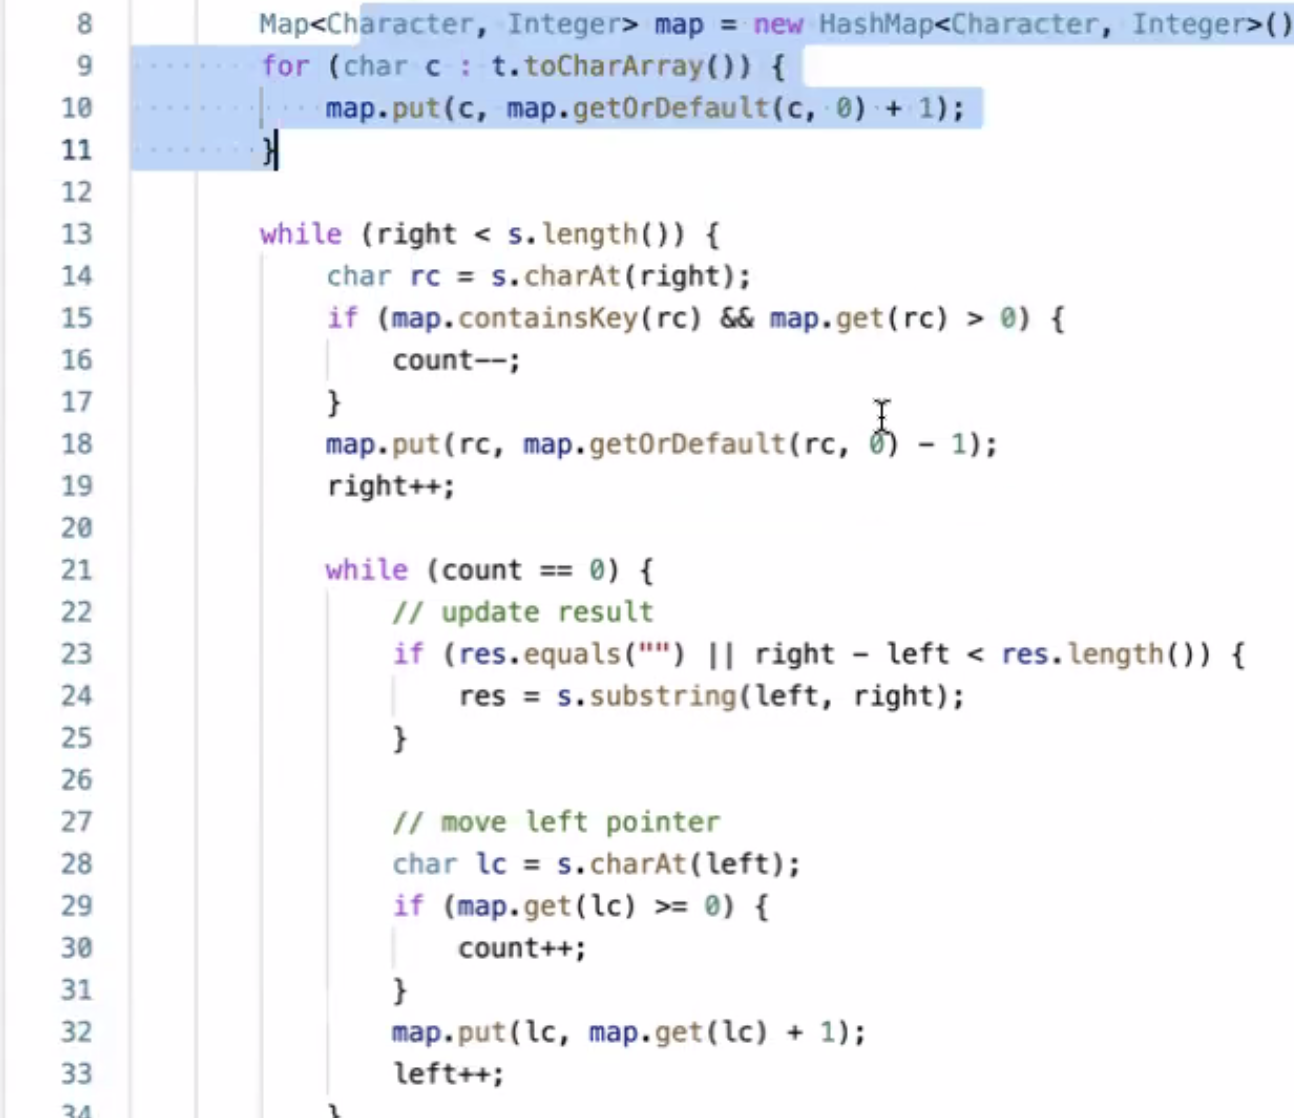 8 Map<Character, Integer> map = new HashMap<Character, Integer>()
9 for (char c : t.toCharArray()) {
10 map.put(c, map.getOrDefault(c, 0) + 1);
11 }
12
13 while (right < s.length()) {
14 char rc = s.charAt(right);
15 if (map.containsKey(rc) && map.get(rc) > 0) {
16 count--;
17 }
18 map.put(rc, map.getOrDefault(rc, 0) - 1);
19 right++;
20
21 while (count == 0) {
22 // update result
23 if (res.equals("") || right - left < res.length()) {
24 res = s.substring(left, right);
25 }
26
27 // move left pointer
28 char lc = s.charAt(left);
29 if (map.get(lc) >= 0) {
30 count++;
31 }
32 map.put(lc, map.get(lc) + 1);
33 left++;
34 }